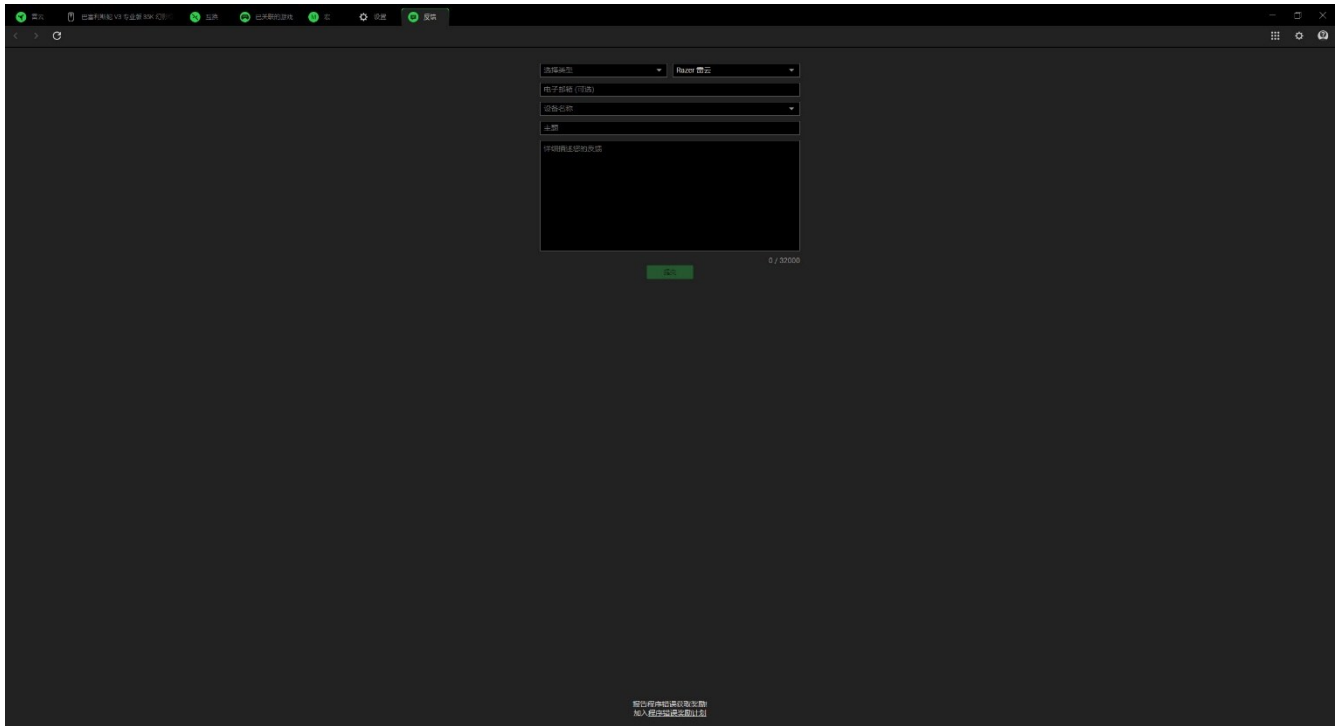 雷云
巴塞利斯蛇 V3 专业版 35K 幻影
互换
已关联的游戏
宏
设置
反馈
选择类型
Razer 雷云
电子邮箱 (可选)
设备名称
主题
详细描述您的反馈
0 / 32000
提交
报告程序错误获取奖励!
加入程序错误奖励计划